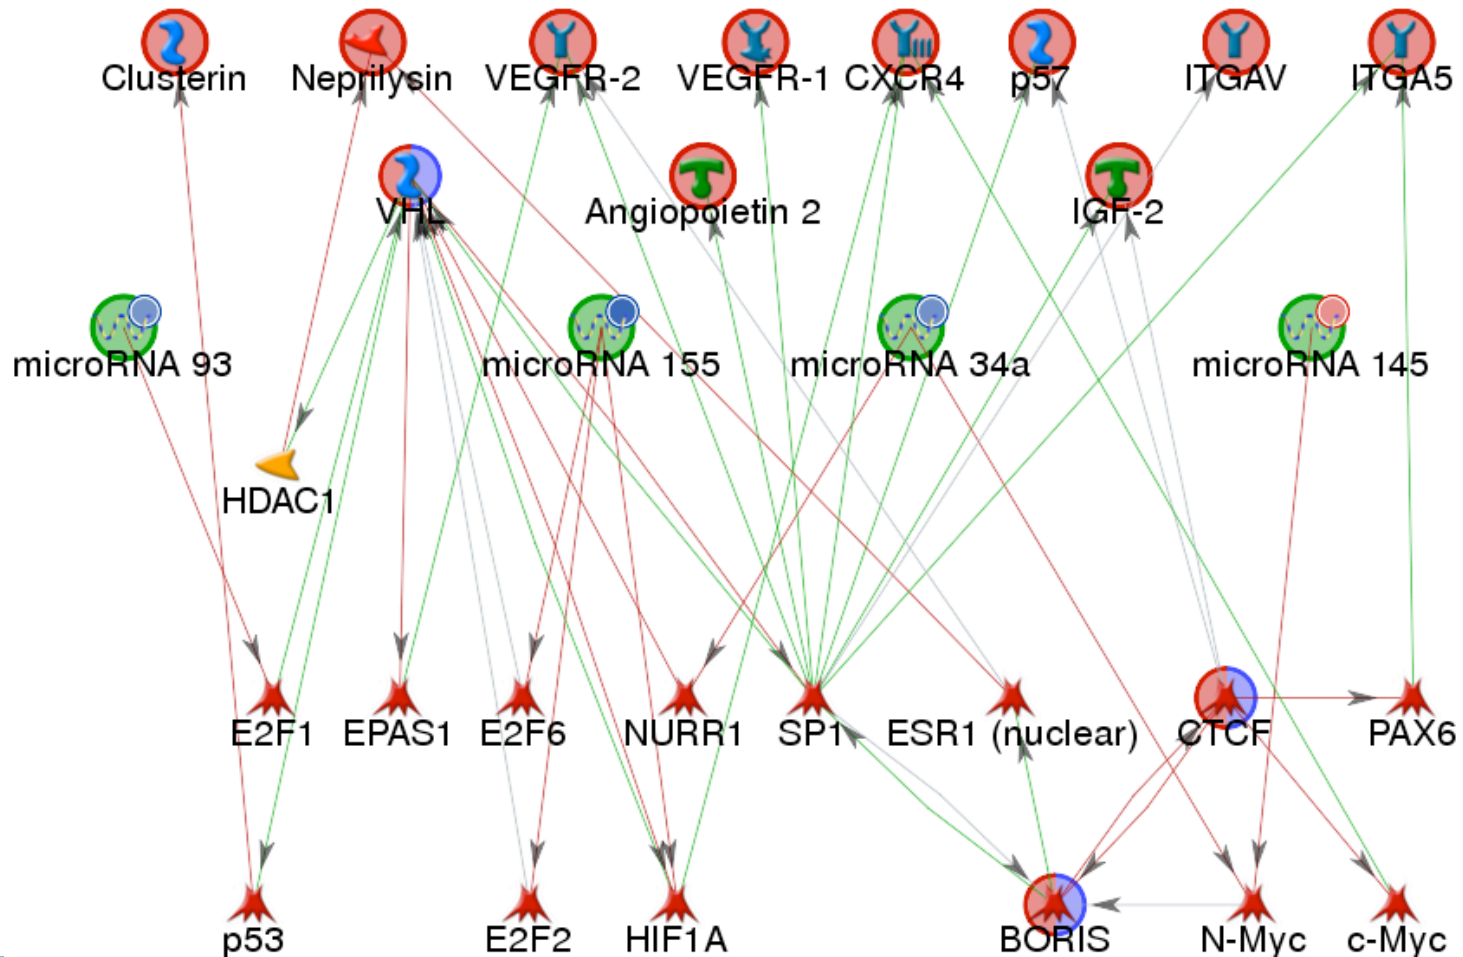 Clusterin Neprilysin VEGFR-2 VEGFR-1 CXCR4 p57 ITGAV ITGA5
VHL Angiopoietin 2 IGF-2
microRNA 93 microRNA 155 microRNA 34a microRNA 145
HDAC1
E2F1 EPAS1 E2F6 NURR1 SP1 ESR1 (nuclear) CTCF PAX6
p53 E2F2 HIF1A BORIS N-Myc c-Myc